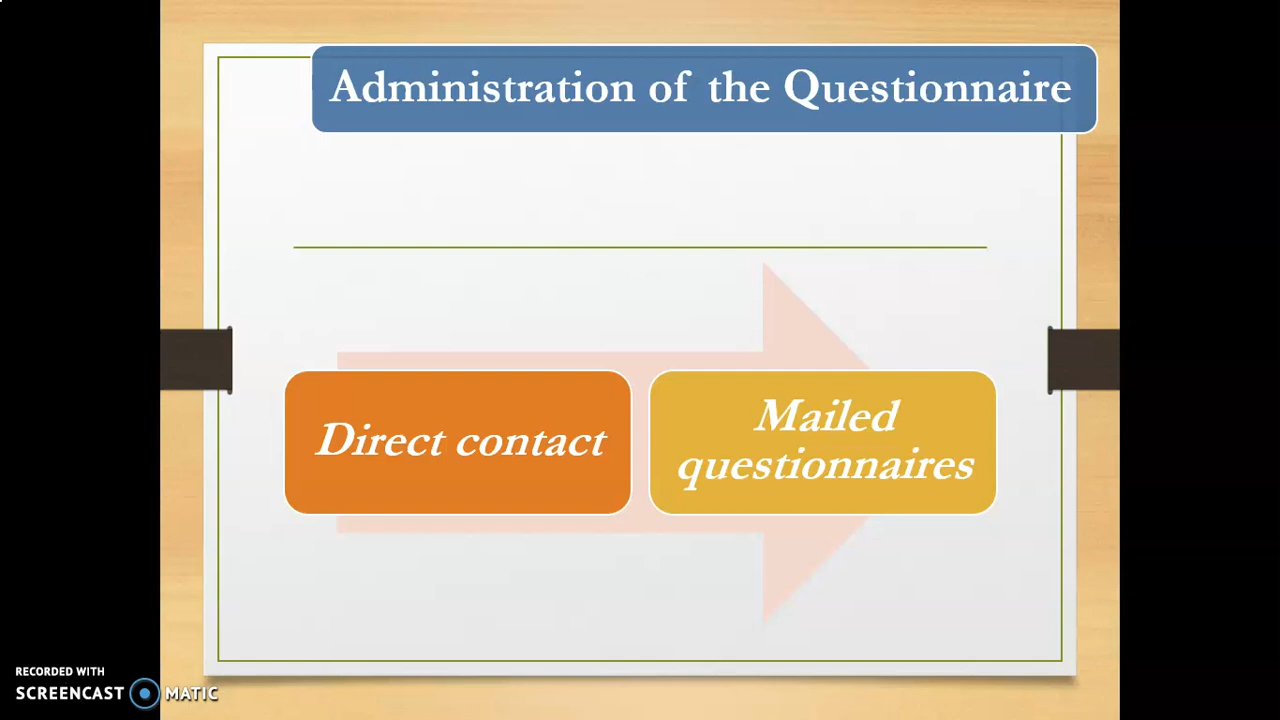 Administration of the Questionnaire
Direct contact
Mailed
questionnaires
RECORDED WITH
SCREENCAST MATIC